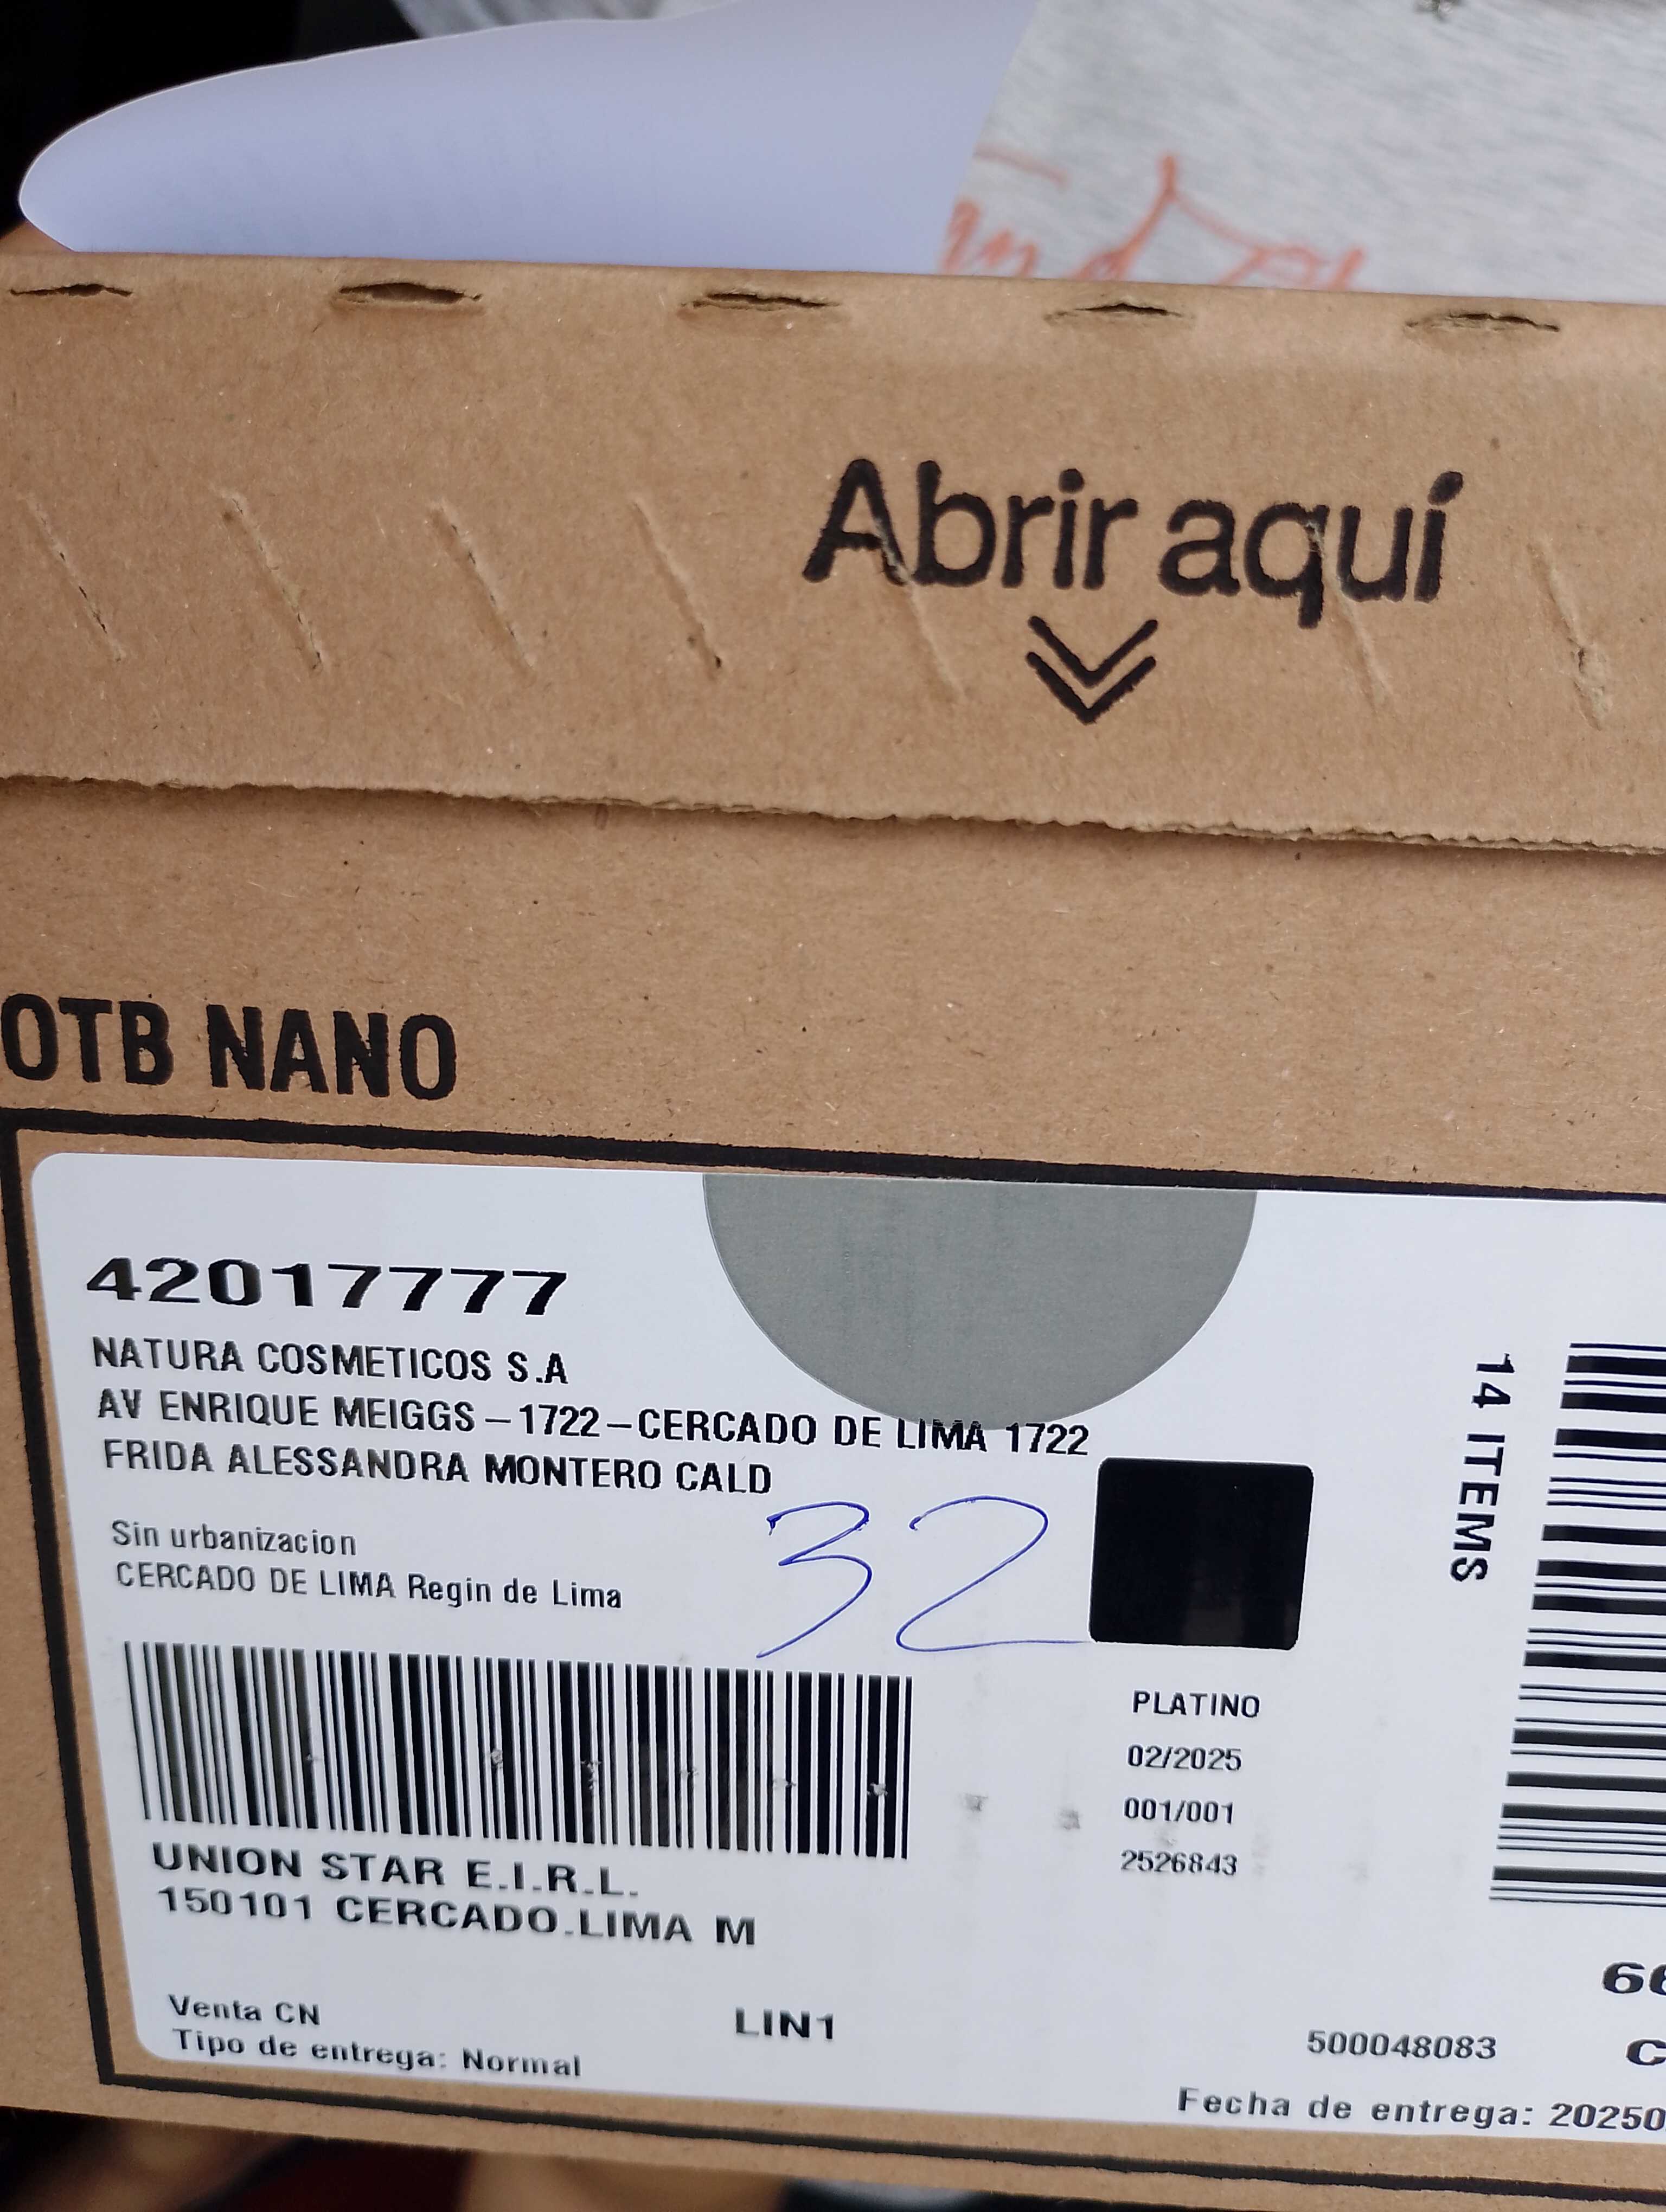 Abrir aquí
OTB NANO
42017777
NATURA COSMETICOS S.A
AV ENRIQUE MEIGGS -1722-CERCADO DE LIMA 1722
FRIDA ALESSANDRA MONTERO CALD
Sin urbanizacion
CERCADO DE LIMA Regin de Lima
32
14 ITEMS
PLATINO
02/2025
001/001
2526843
UNION STAR E.I.R.L.
150101 CERCADO.LIMA M
Venta CN
Tipo de entrega: Normal
LIN1
500048083
Fecha de entrega: 20250